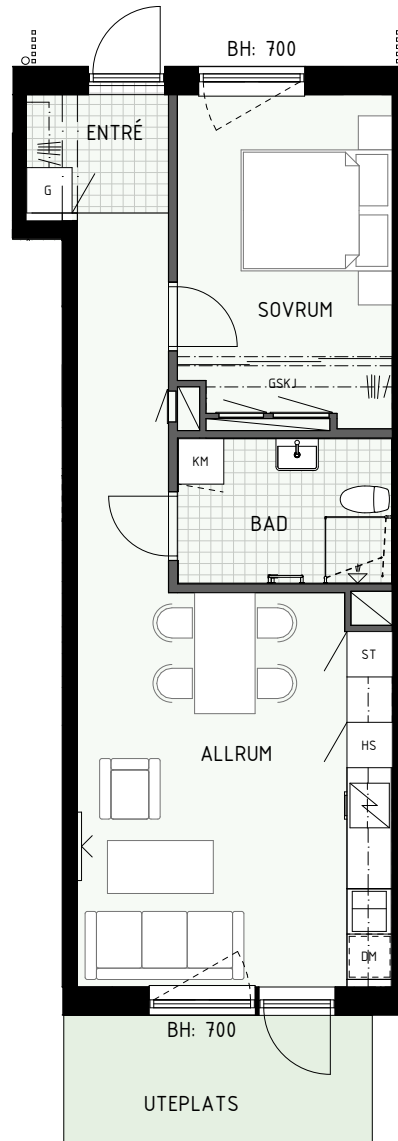 BH: 700
ENTRÉ
G
SOVRUM
GSKJ
KM
BAD
ST
HS
ALLRUM
DM
BH: 700
UTEPLATS